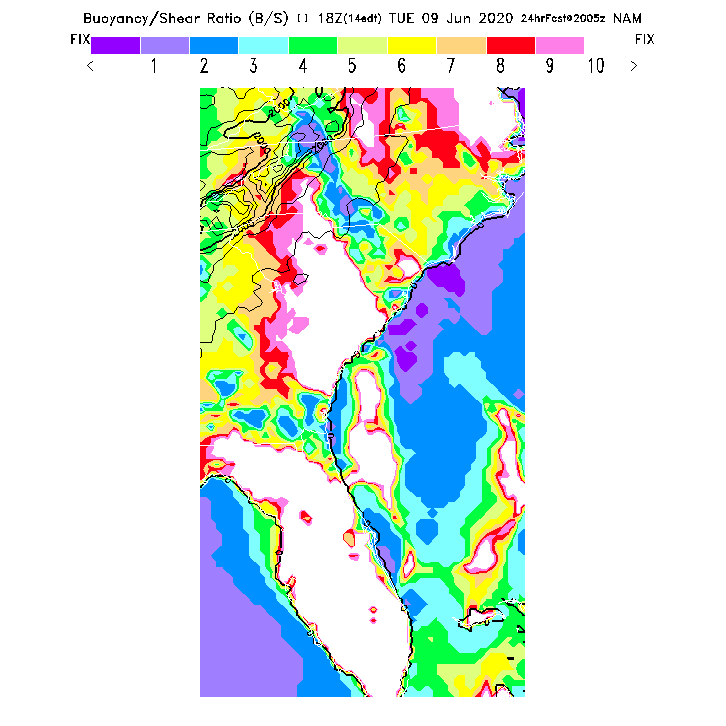 Buoyancy/Shear Ratio (B/S) [] 18Z(14edt) TUE 09 Jun 2020 24hrFcst@2005z NAM
FIX FIX
< 1 2 3 4 5 6 7 8 9 10 >
2000